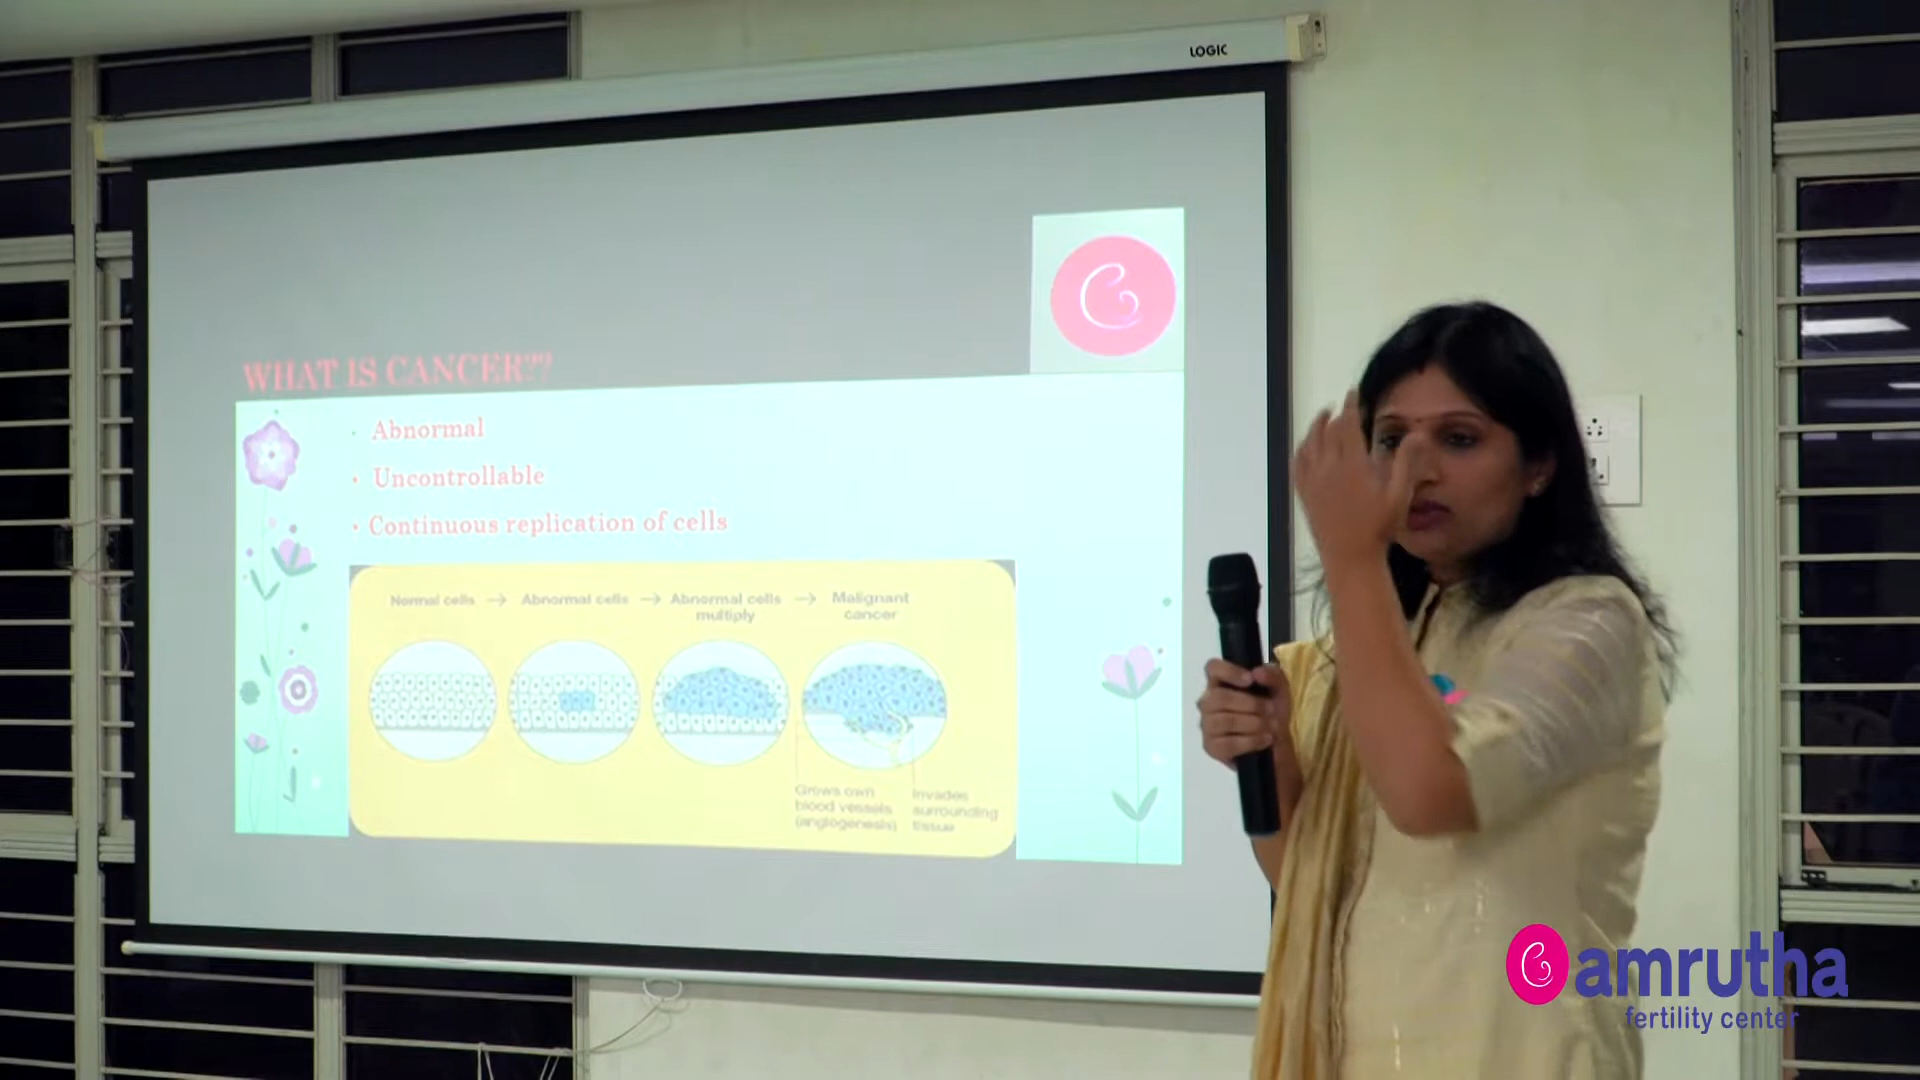 LOGIC
WHAT IS CANCER??
• Abnormal
• Uncontrollable
• Continuous replication of cells
Normal cells → Abnormal cells → Abnormal cells multiply → Malignant cancer
Grows own blood vessels (angiogenesis)
Invades surrounding tissue
amrutha
fertility center